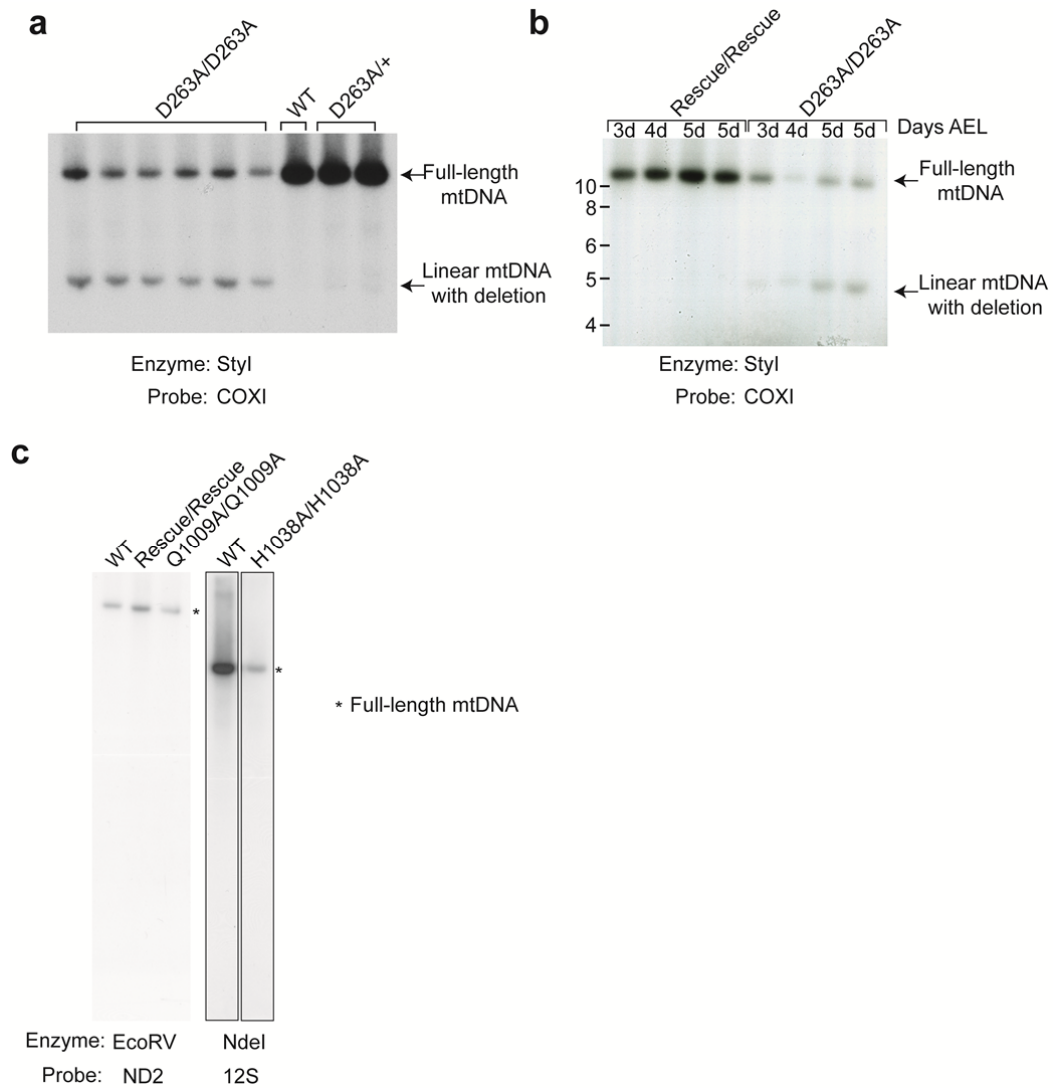 a
D263A/D263A
WT
D263A/+
Full-length
mtDNA
Linear mtDNA
with deletion
Enzyme: StyI
Probe: COXI
b
Rescue/Rescue
D263A/D263A
3d 4d 5d 5d 3d 4d 5d 5d Days AEL
10
8
6
5
4
Full-length
mtDNA
Linear mtDNA
with deletion
Enzyme: StyI
Probe: COXI
c
WT
Rescue/Rescue
Q1009A/Q1009A
WT
H1038A/H1038A
*
*
* Full-length mtDNA
Enzyme: EcoRV NdeI
Probe: ND2 12S